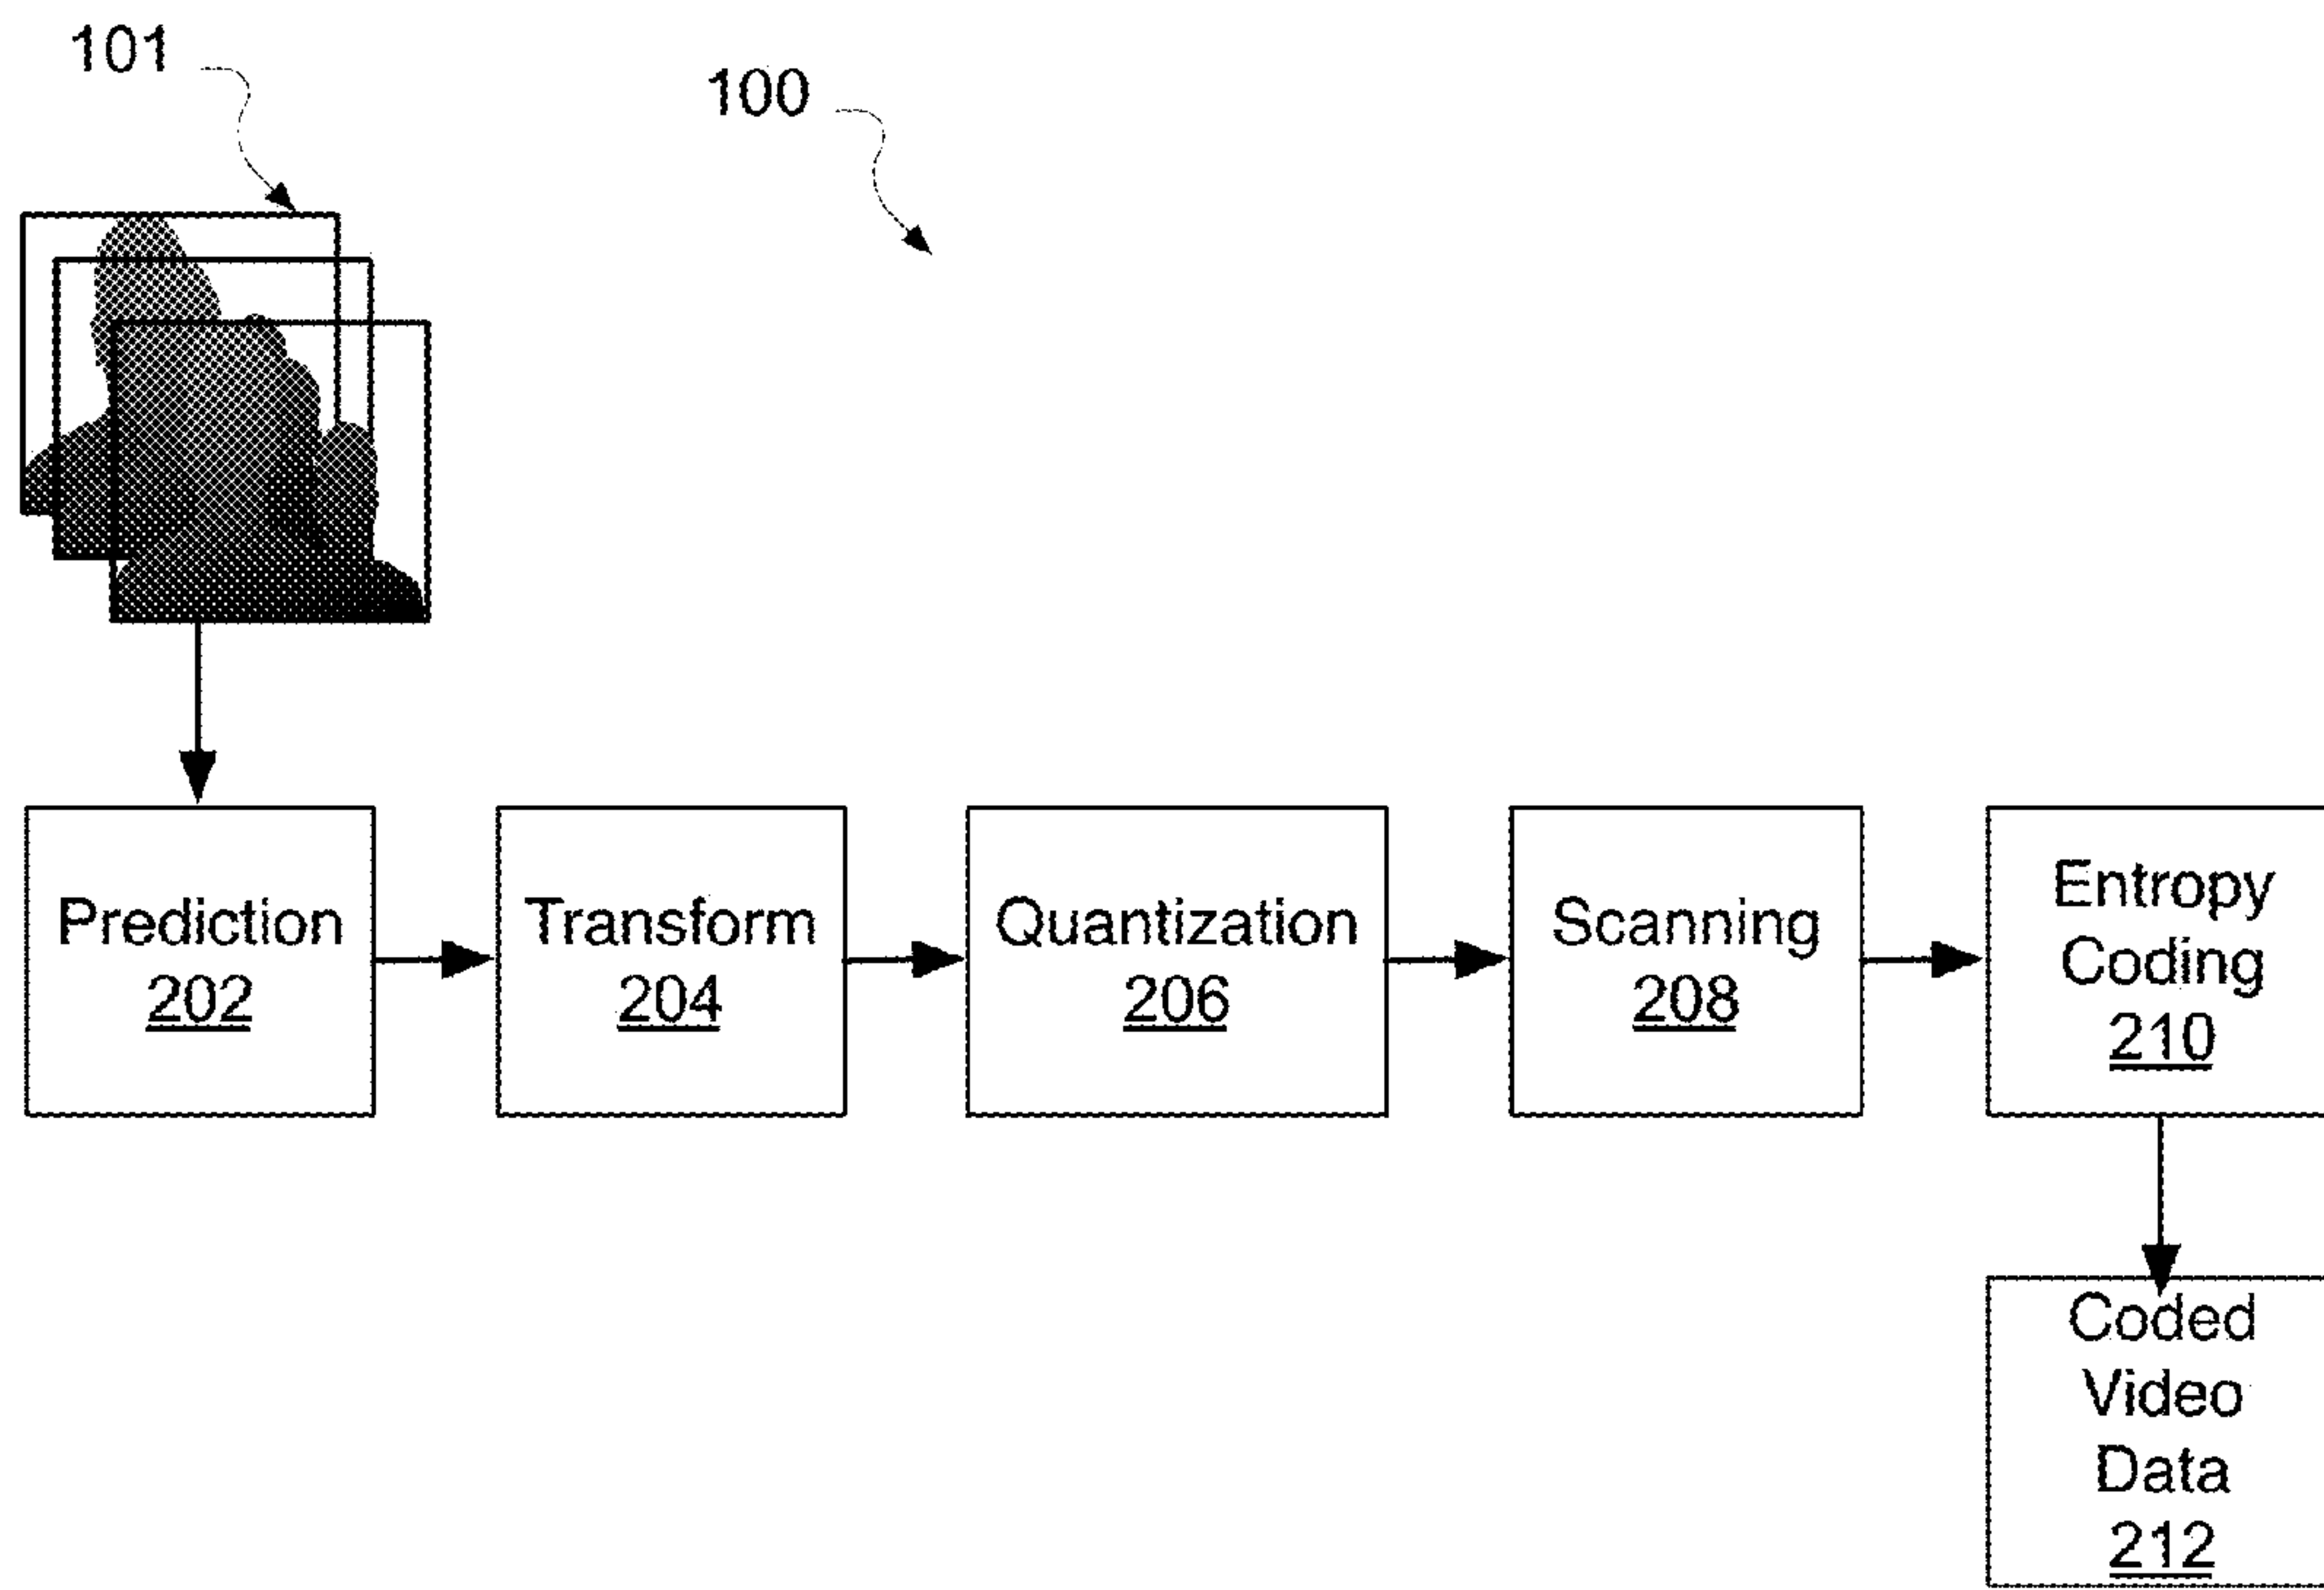 101
100
Prediction
202
Transform
204
Quantization
206
Scanning
208
Entropy
Coding
210
Coded
Video
Data
212